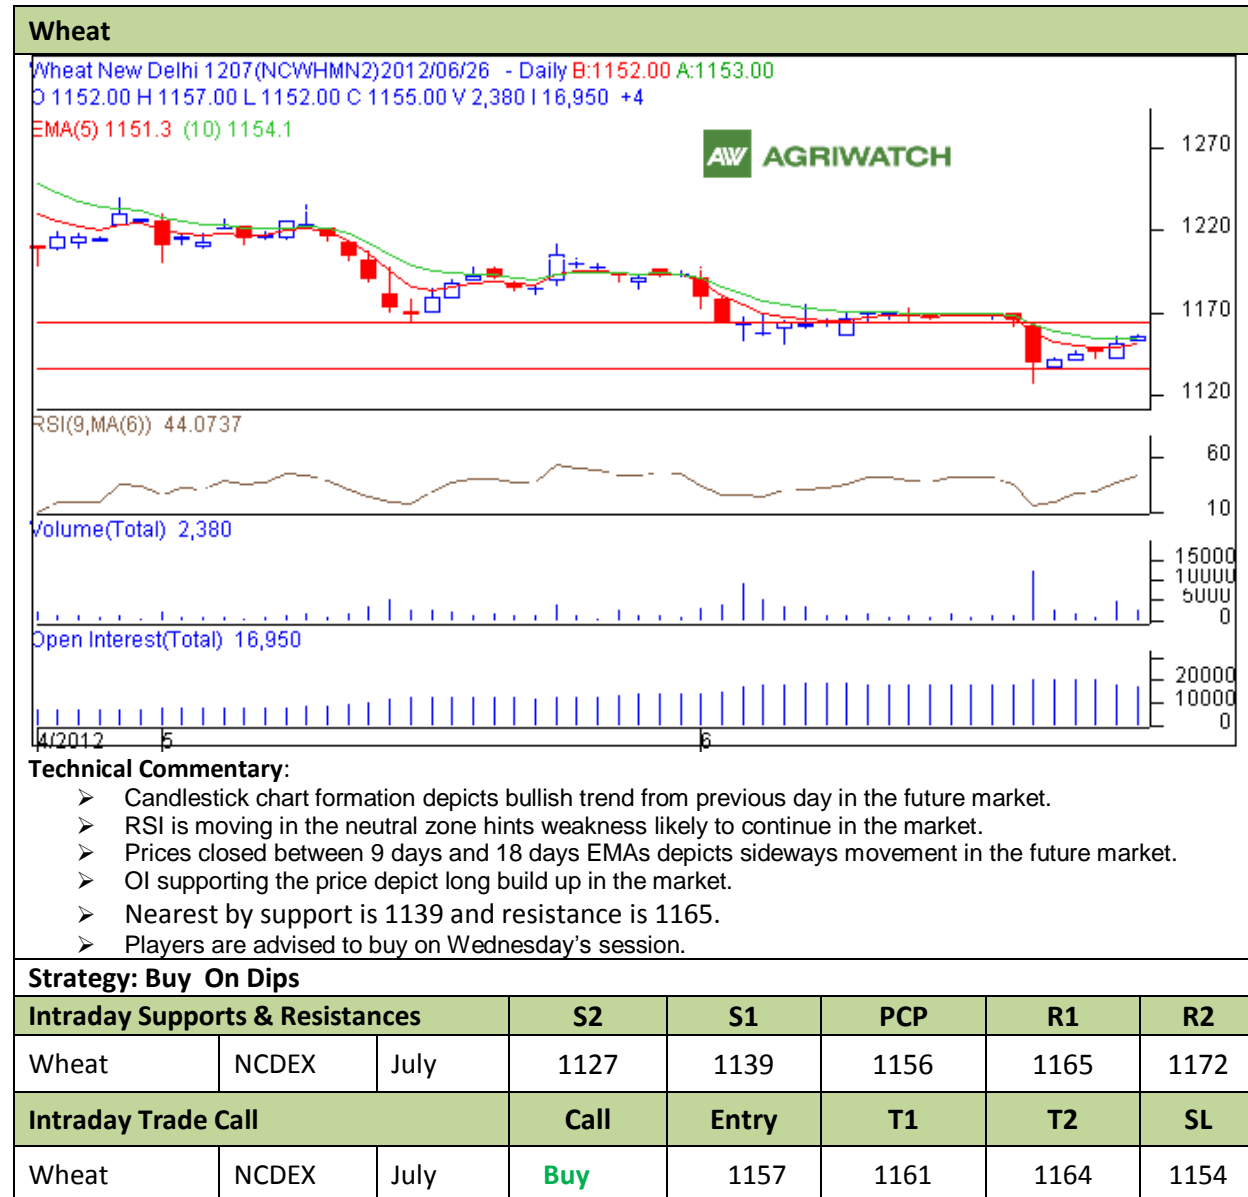 Wheat
Wheat New Delhi 1207(NCWHMN2)2012/06/26 - Daily B:1152.00 A:1153.00
O 1152.00 H 1157.00 L 1152.00 C 1155.00 V 2,380 I 16,950 +4
EMA(5) 1151.3 (10) 1154.1
AW AGRIWATCH
1270
1220
1170
1120
RSI(9,MA(6)) 44.0737
60
10
Volume(Total) 2,380
15000
10000
5000
0
Open Interest(Total) 16,950
20000
10000
0
4/2012 5 6
Technical Commentary:
➢ Candlestick chart formation depicts bullish trend from previous day in the future market.
➢ RSI is moving in the neutral zone hints weakness likely to continue in the market.
➢ Prices closed between 9 days and 18 days EMAs depicts sideways movement in the future market.
➢ OI supporting the price depict long build up in the market.
➢ Nearest by support is 1139 and resistance is 1165.
➢ Players are advised to buy on Wednesday's session.
Strategy: Buy On Dips
Intraday Supports & Resistances S2 S1 PCP R1 R2
Wheat NCDEX July 1127 1139 1156 1165 1172
Intraday Trade Call Call Entry T1 T2 SL
Wheat NCDEX July Buy 1157 1161 1164 1154